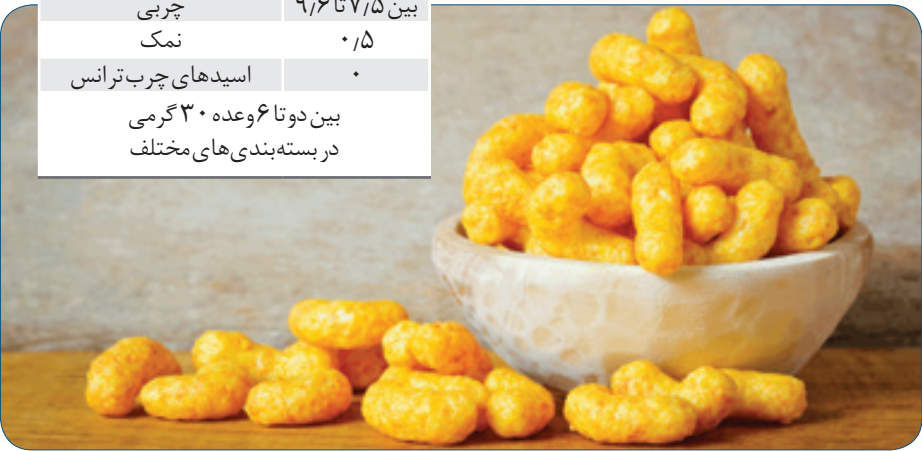 چربی بین ۷٫۵ تا ۹٫۶
نمک ۰٫۵
اسیدهای چرب ترانس ۰
بین دو تا ۶ وعده ۳۰ گرمی
در بسته‌بندی‌های مختلف